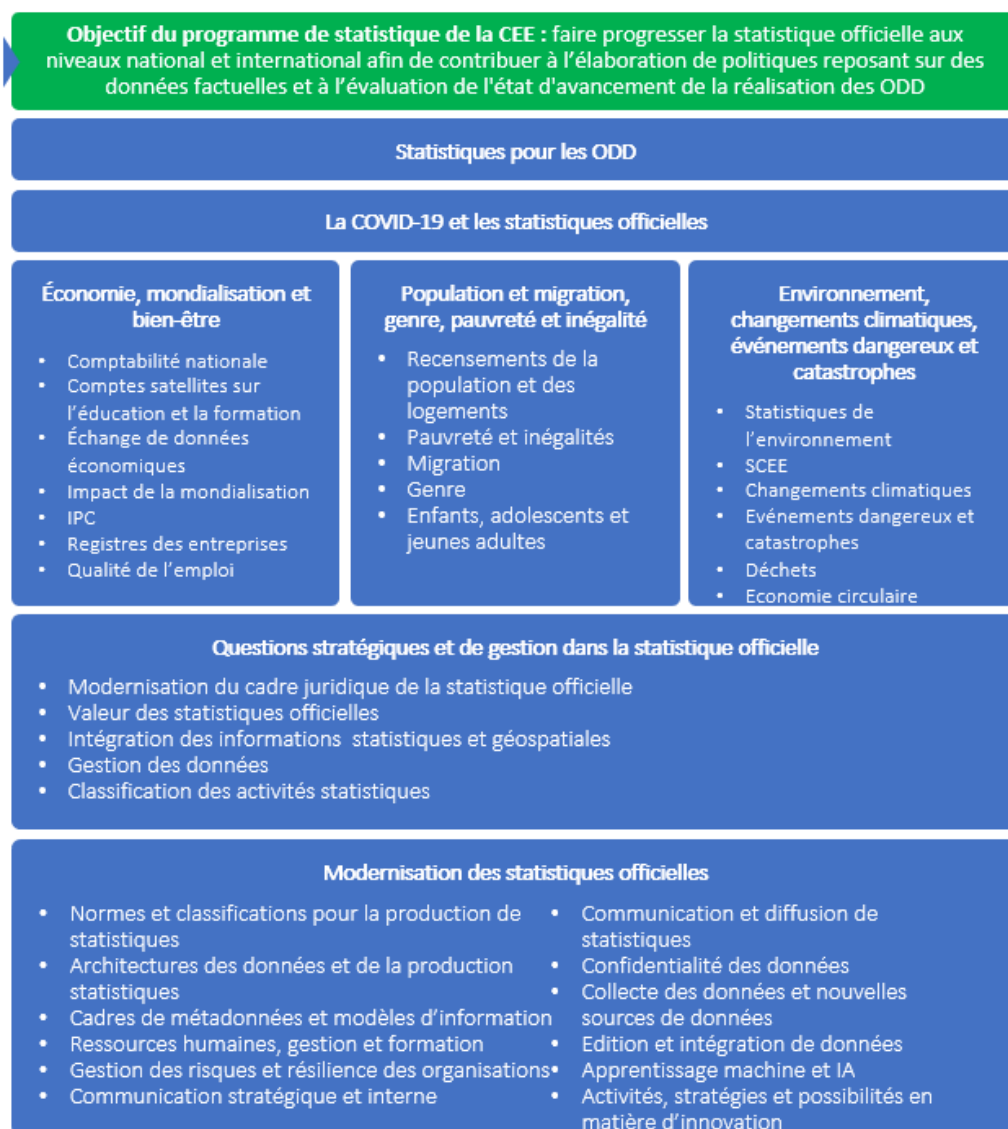 Objectif du programme de statistique de la CEE : faire progresser la statistique officielle aux
niveaux national et international afin de contribuer à l’élaboration de politiques reposant sur des
données factuelles et à l’évaluation de l'état d'avancement de la réalisation des ODD
Statistiques pour les ODD
La COVID-19 et les statistiques officielles
Économie, mondialisation et
bien-être
• Comptabilité nationale
• Comptes satellites sur
l’éducation et la formation
• Échange de données
économiques
• Impact de la mondialisation
• IPC
• Registres des entreprises
• Qualité de l’emploi
Population et migration,
genre, pauvreté et inégalité
• Recensements de la
population et des
logements
• Pauvreté et inégalités
• Migration
• Genre
• Enfants, adolescents et
jeunes adultes
Environnement,
changements climatiques,
événements dangereux et
catastrophes
• Statistiques de
l’environnement
• SCEE
• Changements climatiques
• Evénements dangereux et
catastrophes
• Déchets
• Economie circulaire
Questions stratégiques et de gestion dans la statistique officielle
• Modernisation du cadre juridique de la statistique officielle
• Valeur des statistiques officielles
• Intégration des informations statistiques et géospatiales
• Gestion des données
• Classification des activités statistiques
Modernisation des statistiques officielles
• Normes et classifications pour la production de
statistiques
• Architectures des données et de la production
statistiques
• Cadres de métadonnées et modèles d’information
• Ressources humaines, gestion et formation
• Gestion des risques et résilience des organisations
• Communication stratégique et interne
• Communication et diffusion de
statistiques
• Confidentialité des données
• Collecte des données et nouvelles
sources de données
• Edition et intégration de données
• Apprentissage machine et IA
• Activités, stratégies et possibilités en
matière d’innovation